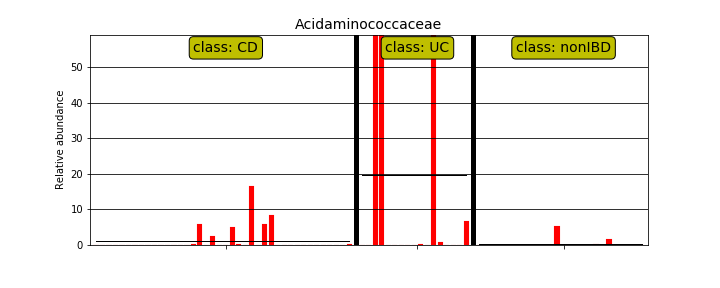 Acidaminococcaceae
class: CD
class: UC
class: nonIBD
Relative abundance
50
40
30
20
10
0